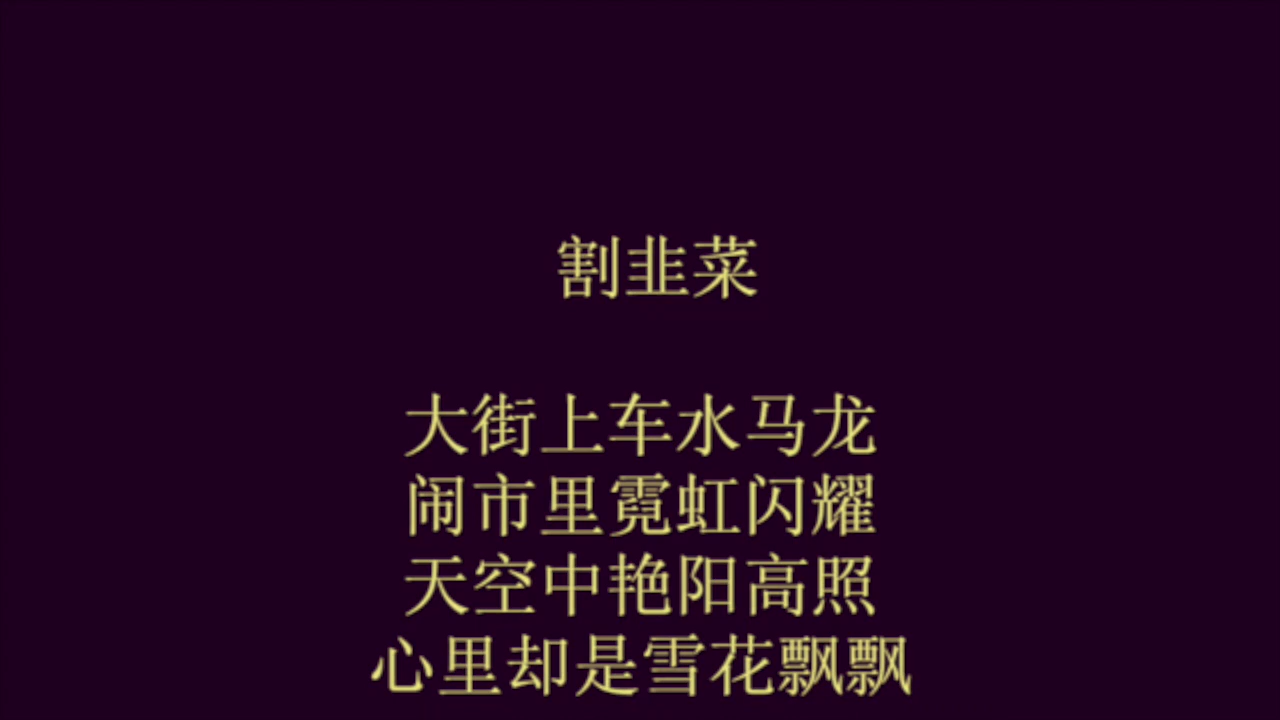 割韭菜
大街上车水马龙
闹市里霓虹闪耀
天空中艳阳高照
心里却是雪花飘飘